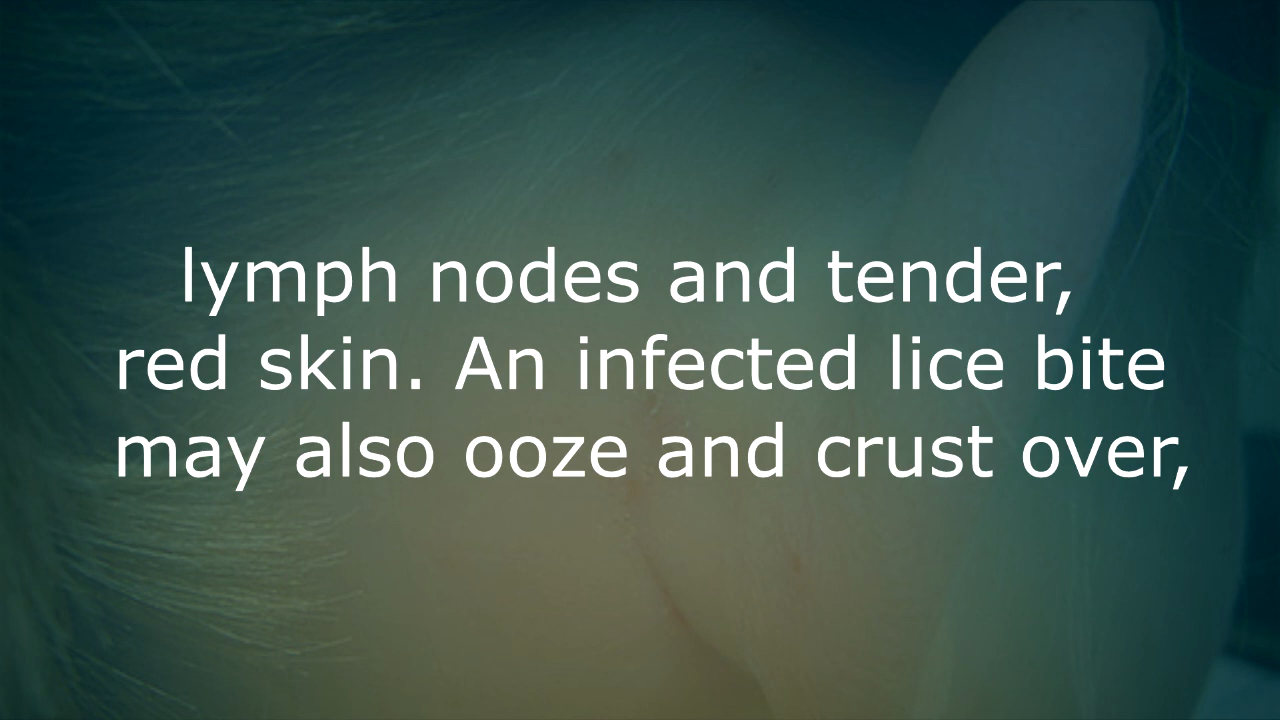 lymph nodes and tender,
red skin. An infected lice bite
may also ooze and crust over,